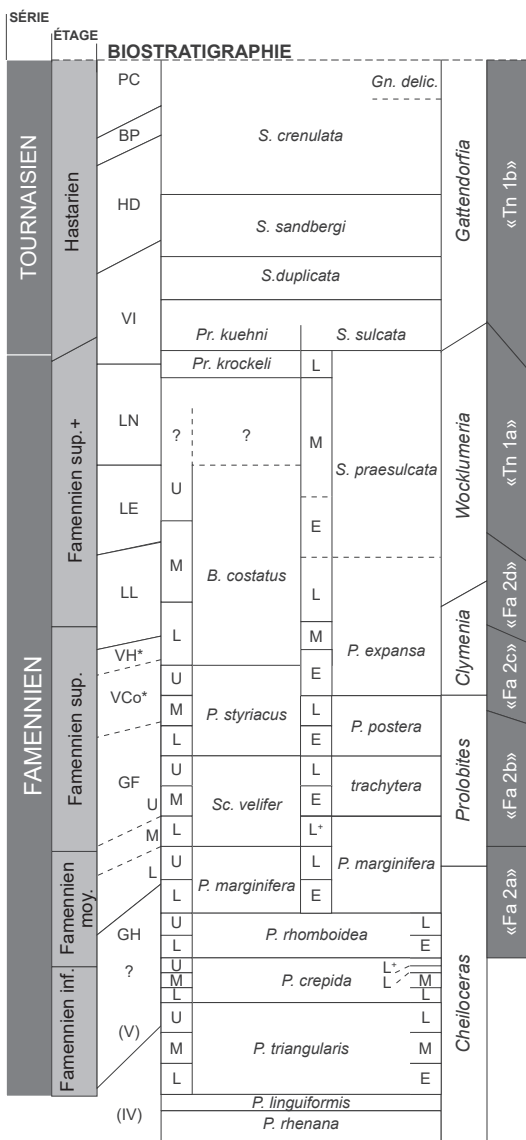 SÉRIE
ÉTAGE
BIOSTRATIGRAPHIE
TOURNAISIEN
FAMENNIEN
Hastarien
Famennien sup.+
Famennien sup.
Famennien moy.
Famennien inf.
PC
BP
HD
VI
LN
LE
LL
VH*
VCo*
GF
U
M
L
GH
?
(V)
(IV)
Gn. delic.
S. crenulata
S. sandbergi
S.duplicata
Pr. kuehni S. sulcata
Pr. krockeli L
? ? M
S. praesulcata
U
E
M B. costatus L
L M P. expansa
E
U
M P. styriacus L P. postera
L E
U L trachytera
M Sc. velifer E
L L+
U L P. marginifera
L P. marginifera E
U L
L P. rhomboidea E
U L+
M P. crepida L M
L L
U L
M P. triangularis M
L E
P. linguiformis
P. rhenana
Gattendorfia
Wocklumeria
Clymenia
Prolobites
Cheiloceras
«Tn 1b»
«Tn 1a»
«Fa 2d»
«Fa 2c»
«Fa 2b»
«Fa 2a»